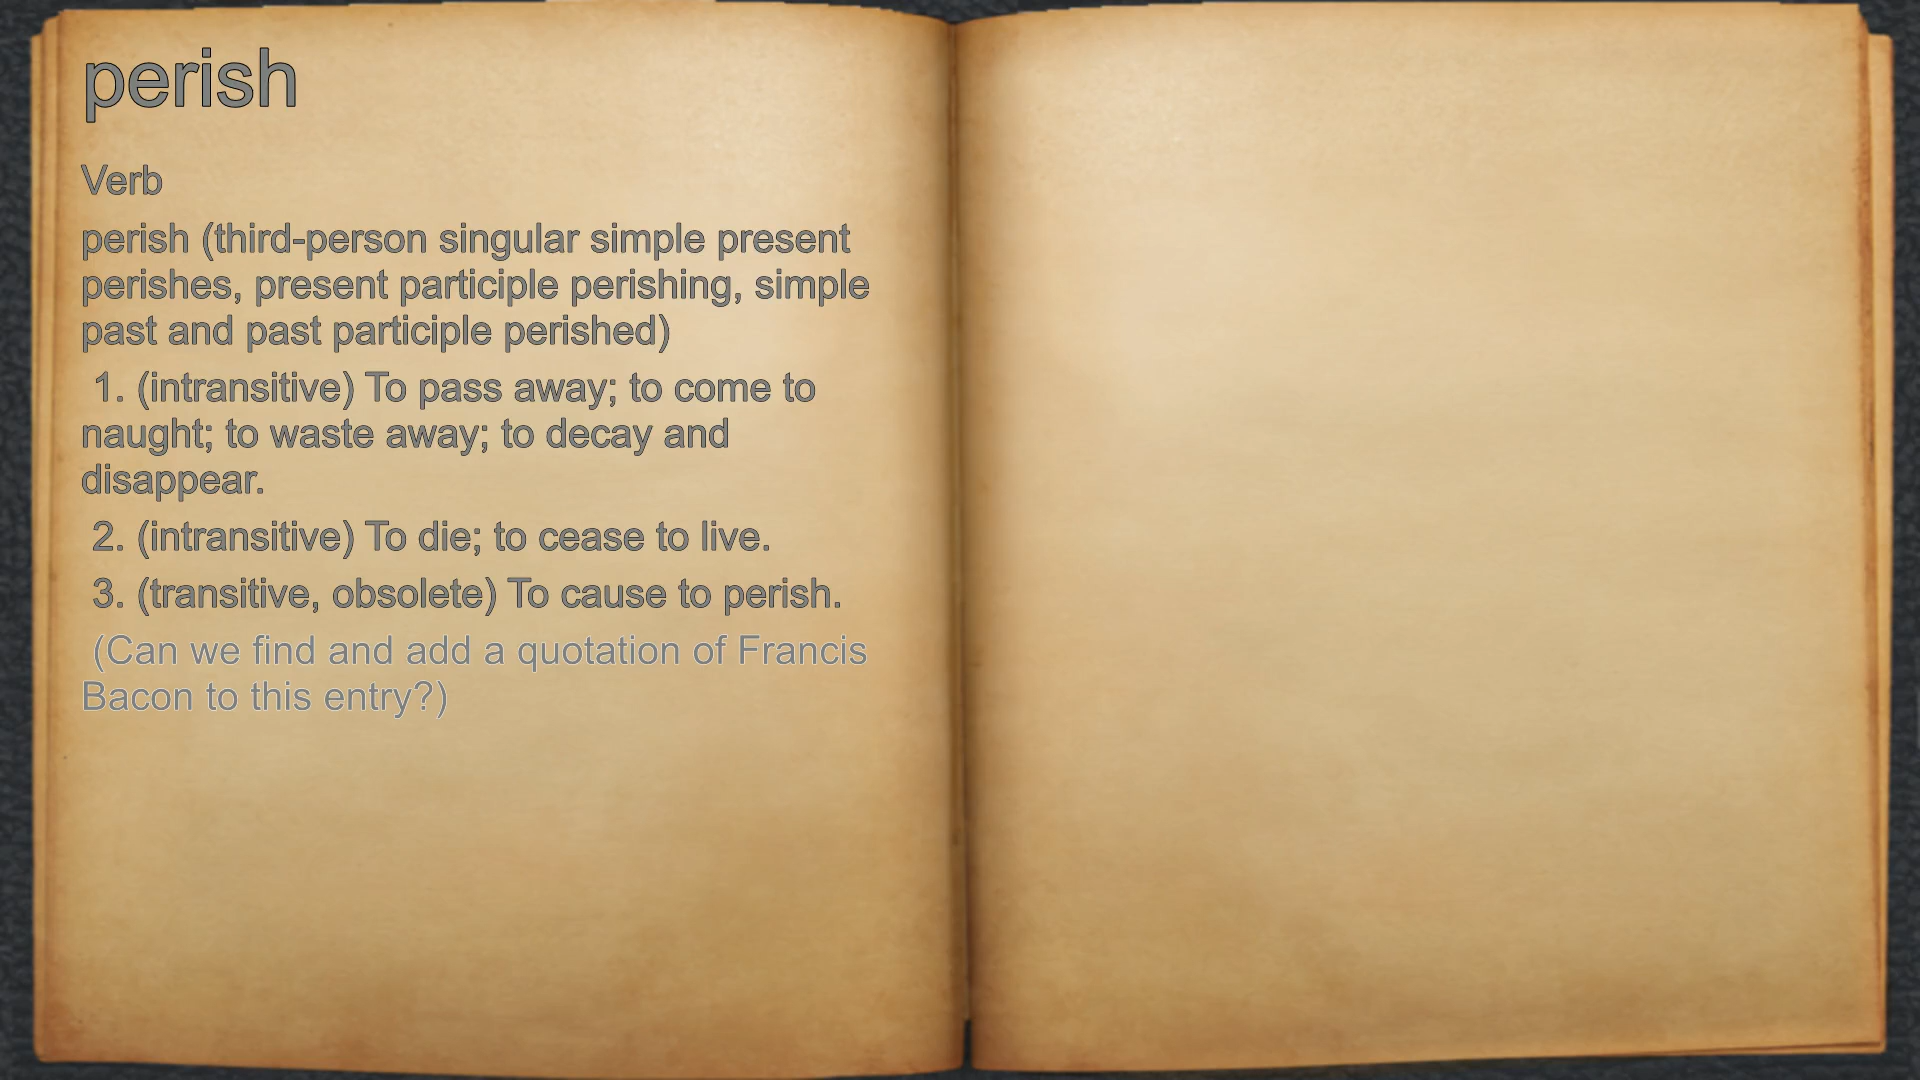 perish
Verb
perish (third-person singular simple present
perishes, present participle perishing, simple
past and past participle perished)
1. (intransitive) To pass away; to come to
naught; to waste away; to decay and
disappear.
2. (intransitive) To die; to cease to live.
3. (transitive, obsolete) To cause to perish.
(Can we find and add a quotation of Francis
Bacon to this entry?)